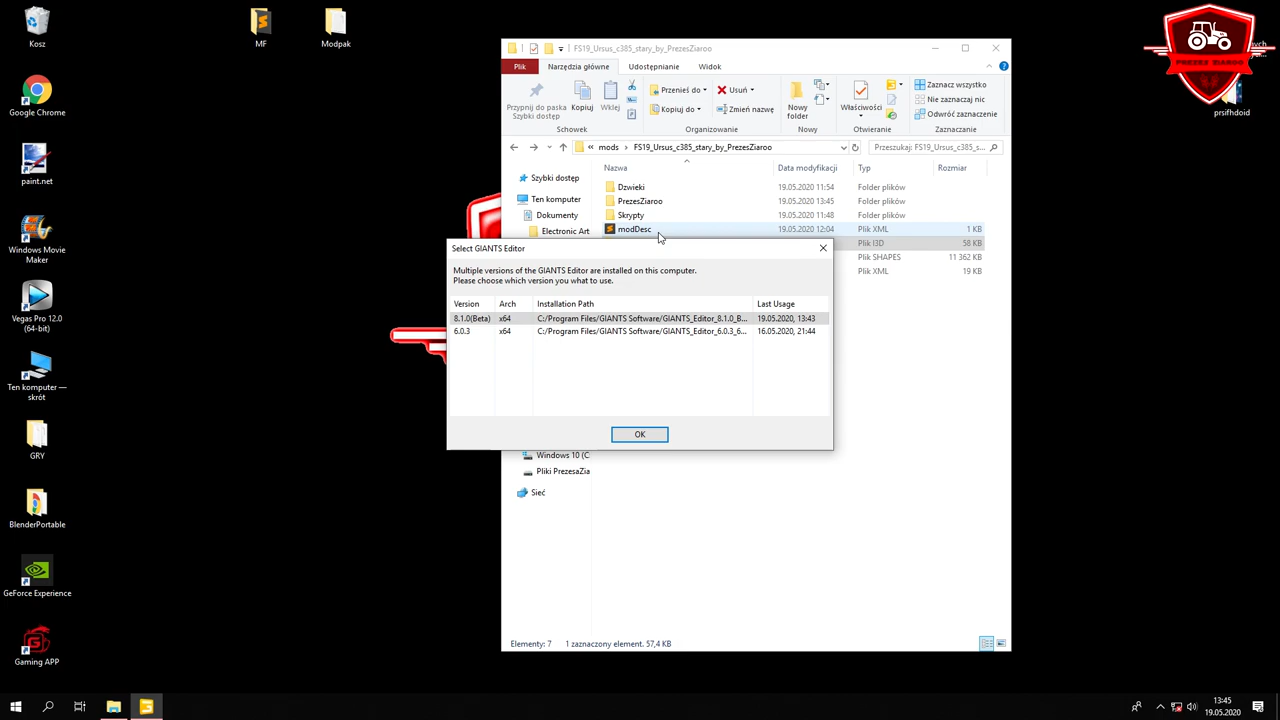 Kosz
MF
Modpak
PREZES ZIAROO
prsifhdoid
Google Chrome
paint.net
Windows Movie
Maker
Vegas Pro 12.0
(64-bit)
Ten komputer —
skrót
GRY
BlenderPortable
GeForce Experience
Gaming APP
FS19_Ursus_c385_stary_by_PrezesZiaroo
Plik
Narzędzia główne
Udostępnianie
Widok
Przypnij do paska
Szybki dostęp
Kopiuj
Wklej
Przenieś do
Kopiuj do
Usuń
Zmień nazwę
Nowy
folder
Właściwości
Zaznacz wszystko
Nie zaznaczaj nic
Odwróć zaznaczenie
Schowek
Organizowanie
Nowy
Otwieranie
Zaznaczanie
« mods › FS19_Ursus_c385_stary_by_PrezesZiaroo
Przeszukaj: FS19_Ursus_c385_s...
Nazwa
Data modyfikacji
Typ
Rozmiar
Szybki dostęp
Ten komputer
Dokumenty
Electronic Art
Dzwieki 19.05.2020 11:54 Folder plików
PrezesZiaroo 19.05.2020 13:45 Folder plików
Skrypty 19.05.2020 11:48 Folder plików
modDesc 19.05.2020 12:04 Plik XML 1 KB
Plik I3D 58 KB
Plik SHAPES 11 362 KB
Plik XML 19 KB
Select GIANTS Editor
Multiple versions of the GIANTS Editor are installed on this computer.
Please choose which version you what to use.
Version Arch Installation Path Last Usage
8.1.0(Beta) x64 C:/Program Files/GIANTS Software/GIANTS_Editor_8.1.0_B... 19.05.2020, 13:43
6.0.3 x64 C:/Program Files/GIANTS Software/GIANTS_Editor_6.0.3_6... 16.05.2020, 21:44
OK
Windows 10 (C
Pliki PrezesaZia
Sieć
Elementy: 7 1 zaznaczony element. 57,4 KB
13:45
19.05.2020